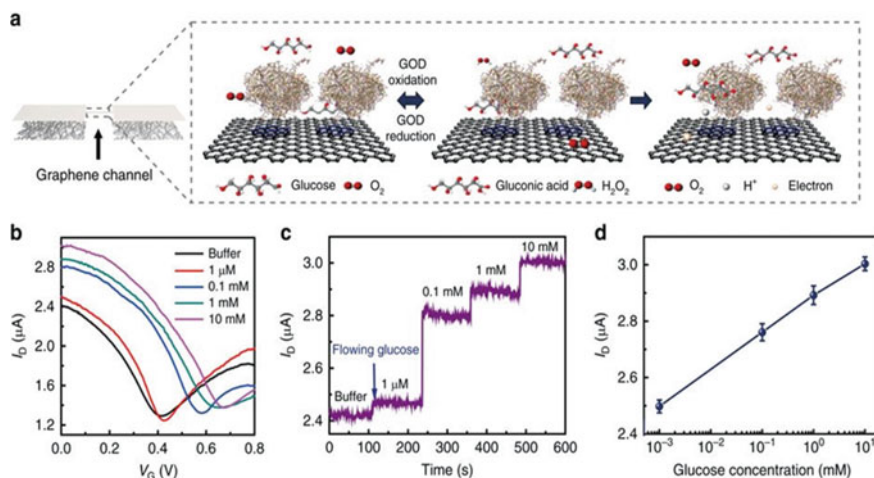 a
GOD
oxidation
GOD
reduction
Graphene channel
Glucose
O₂
Gluconic acid
H₂O₂
O₂
H⁺
Electron
b
Buffer
1 μM
0.1 mM
1 mM
10 mM
2.8
2.4
2.0
1.6
1.2
I_D (μA)
0.0 0.2 0.4 0.6 0.8
V_G (V)
c
10 mM
1 mM
0.1 mM
Flowing glucose
Buffer
1 μM
3.0
2.8
2.6
2.4
I_D (μA)
0 100 200 300 400 500 600
Time (s)
d
3.0
2.8
2.6
2.4
I_D (μA)
10⁻³ 10⁻² 10⁻¹ 10⁰ 10¹
Glucose concentration (mM)